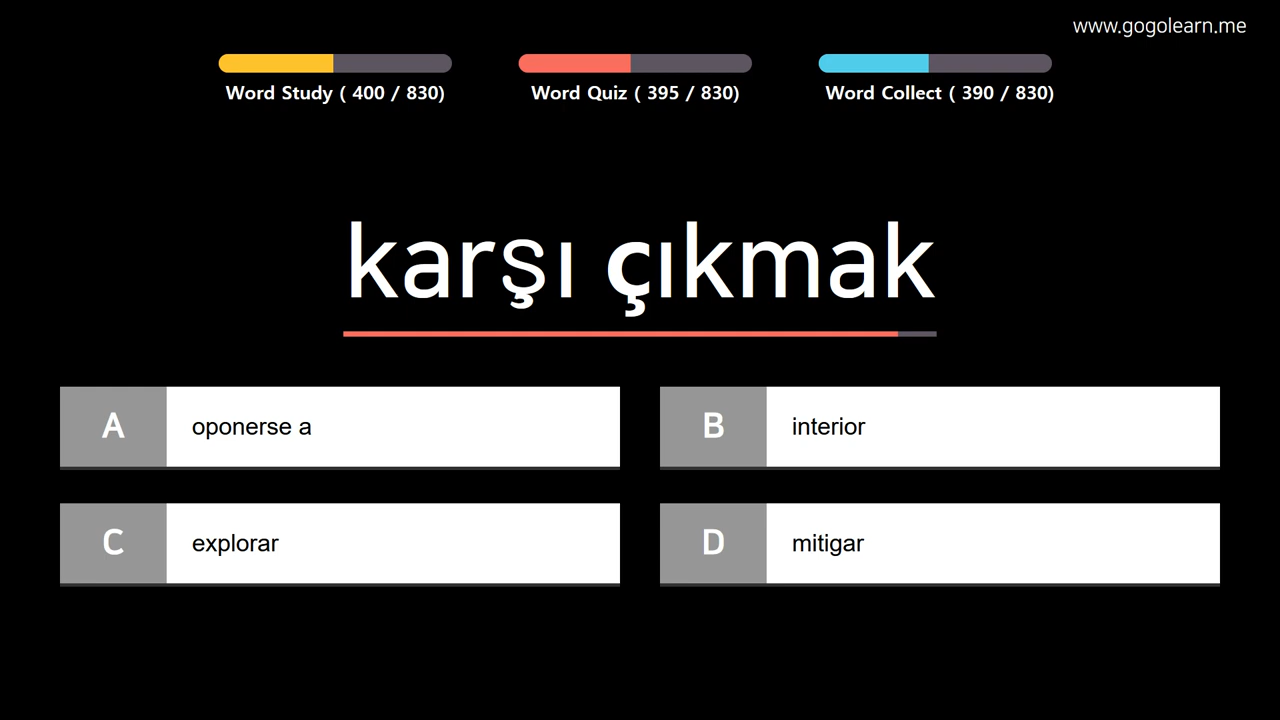 www.gogolearn.me
Word Study ( 400 / 830)
Word Quiz ( 395 / 830)
Word Collect ( 390 / 830)
karşı çıkmak
A oponerse a
B interior
C explorar
D mitigar